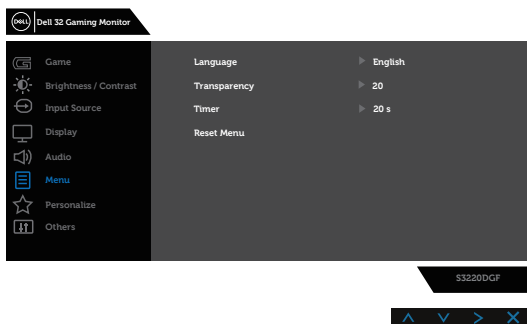 DELL Dell 32 Gaming Monitor
Game
Brightness / Contrast
Input Source
Display
Audio
Menu
Personalize
Others
Language English
Transparency 20
Timer 20 s
Reset Menu
S3220DGF